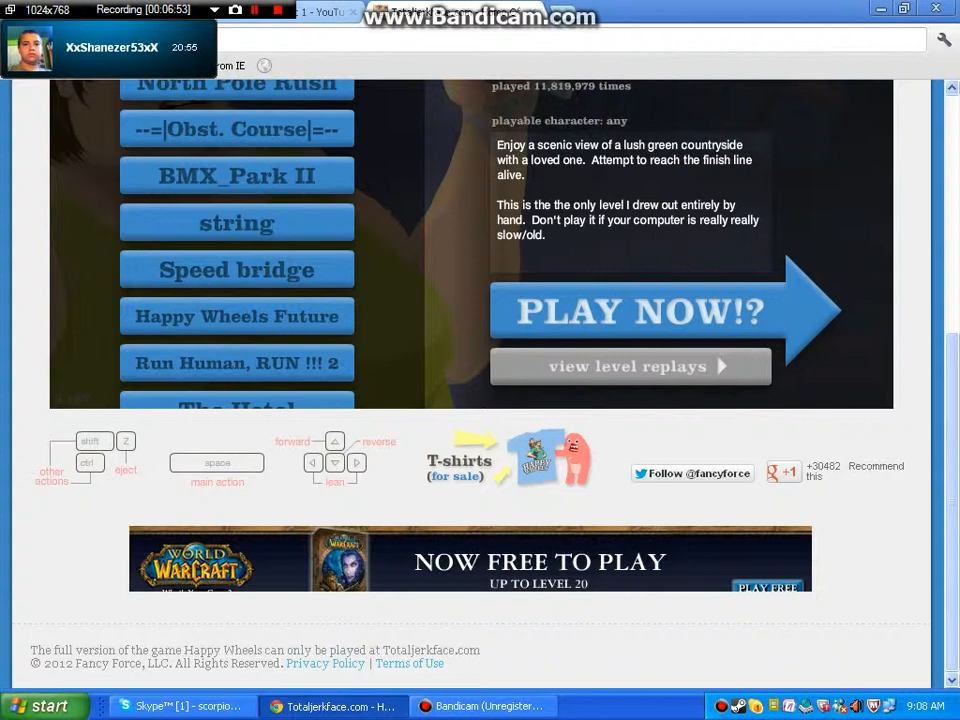 1024x768 Recording [00:06:53]
1 - YouTu
www.Bandicam.com
XxShanezer53xX 20:55
rom IE
North Pole Rush
--=|Obst. Course|=--
BMX_Park II
string
Speed bridge
Happy Wheels Future
Run Human, RUN !!! 2
The Hotel
played 11,819,979 times
playable character: any
Enjoy a scenic view of a lush green countryside
with a loved one. Attempt to reach the finish line
alive.
This is the the only level I drew out entirely by
hand. Don't play it if your computer is really really
slow/old.
PLAY NOW!?
view level replays
shift Z
ctrl
other
actions
eject
space
main action
forward reverse
lean
T-shirts
(for sale)
HAPPY
Follow @fancyforce
g +1 +30482 Recommend
this
WORLD
WARCRAFT
NOW FREE TO PLAY
UP TO LEVEL 20
PLAY FREE
The full version of the game Happy Wheels can only be played at Totaljerkface.com
© 2012 Fancy Force, LLC. All Rights Reserved. Privacy Policy | Terms of Use
start
Skype™ [1] - scorpio...
Totaljerkface.com - H...
Bandicam (Unregister...
9:08 AM